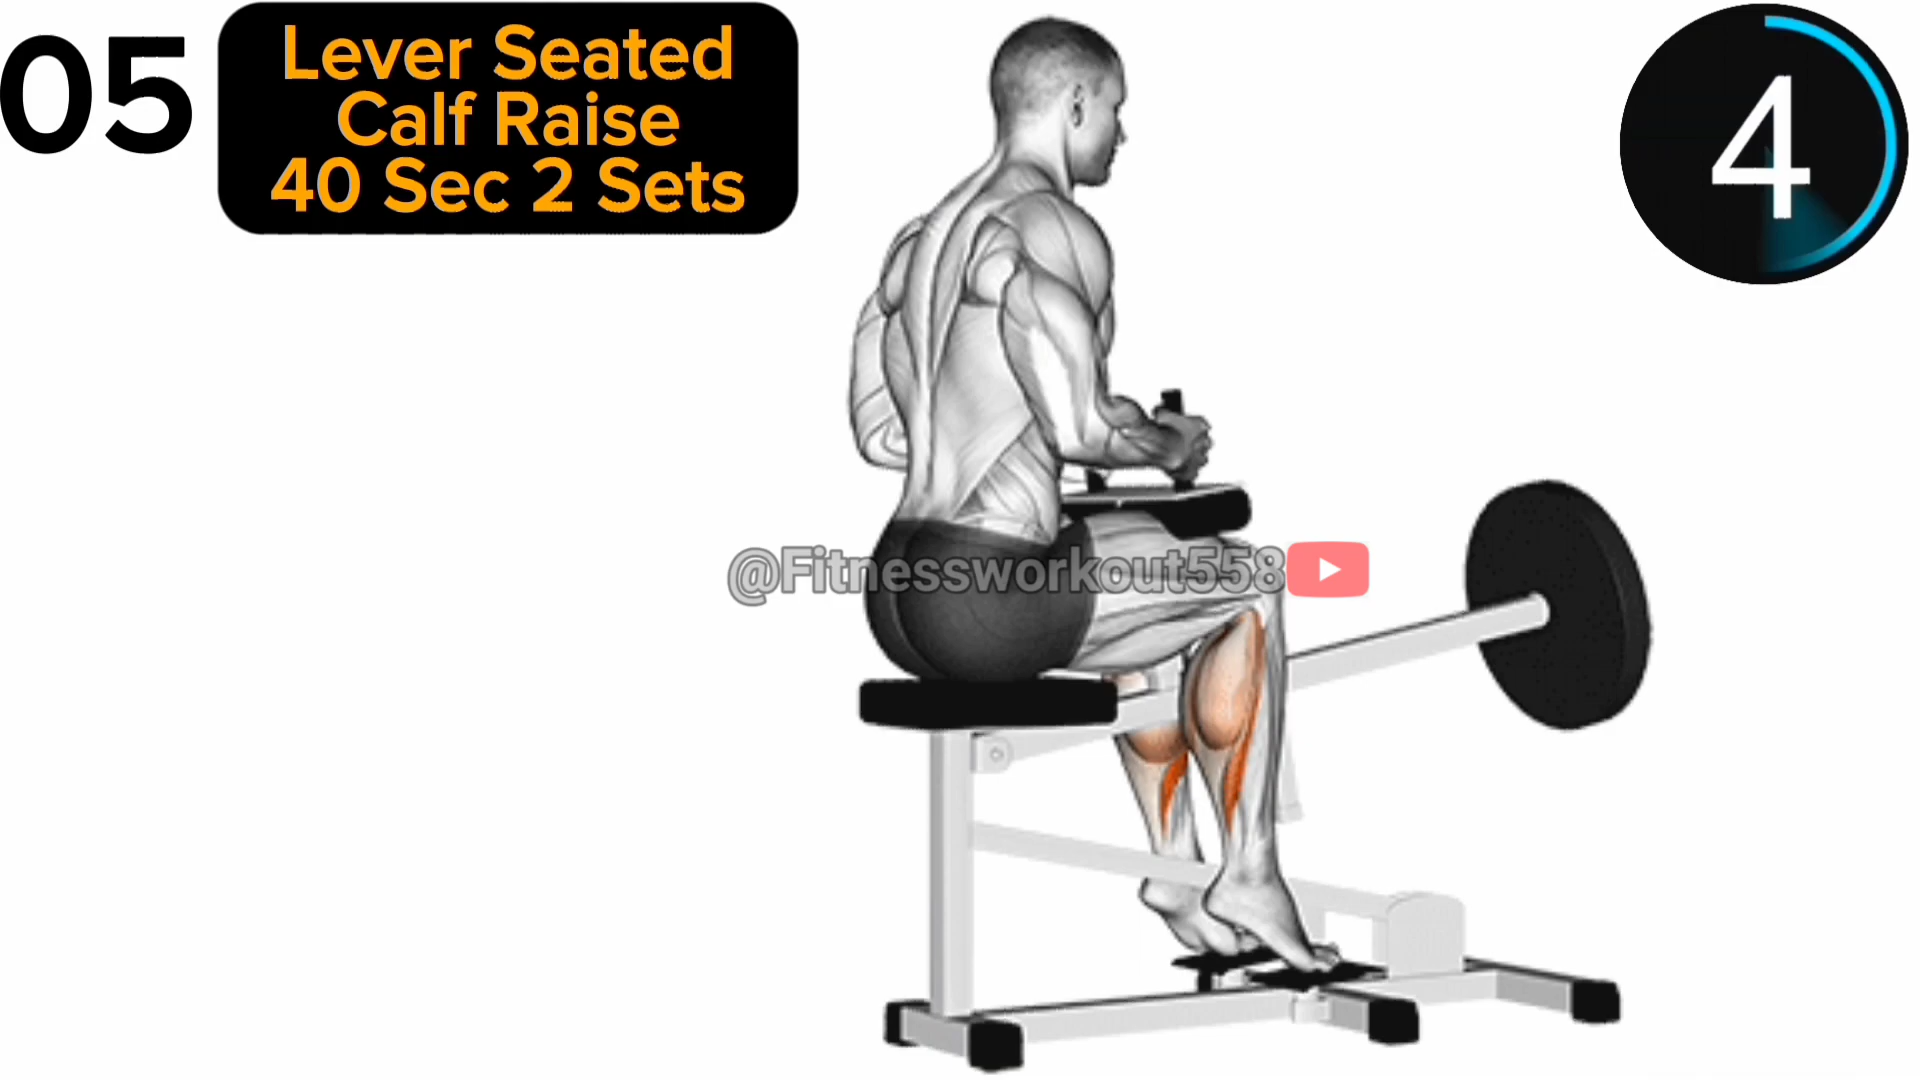 05
Lever Seated
Calf Raise
40 Sec 2 Sets
4
@Fitnessworkout558